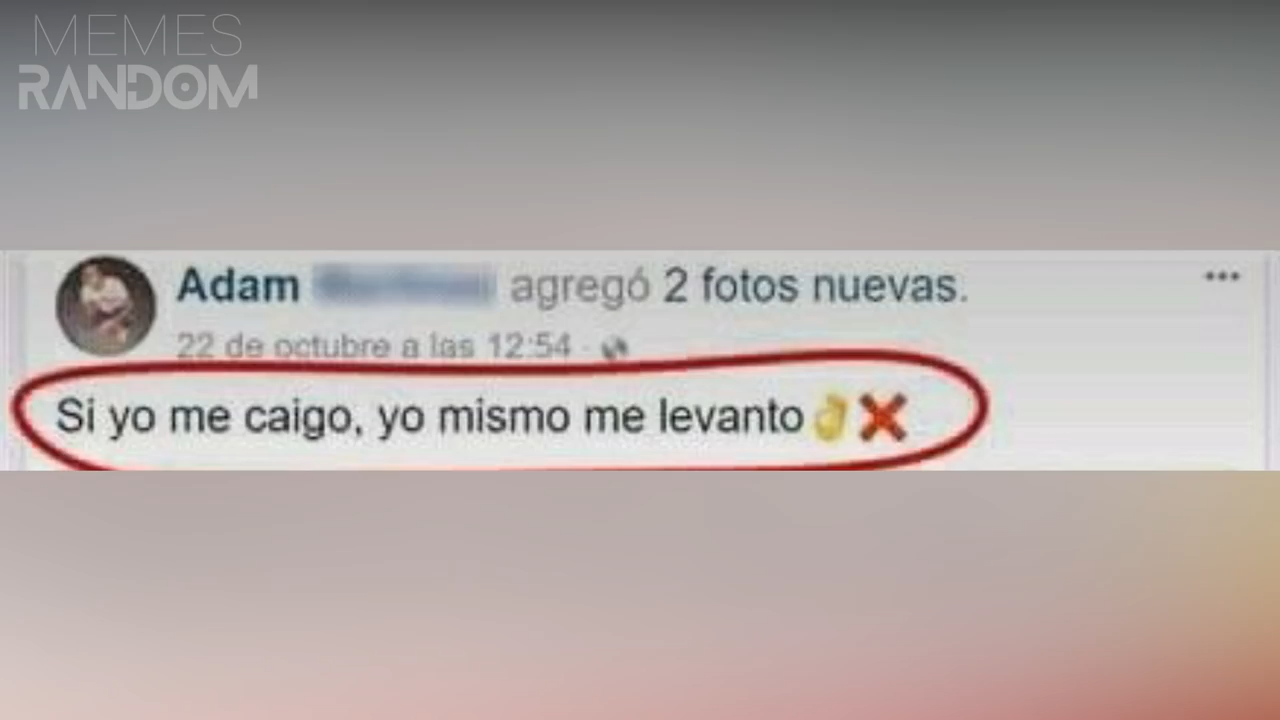 MEMES
RANDOM
Adam agregó 2 fotos nuevas.
22 de octubre a las 12:54 ·
Si yo me caigo, yo mismo me levanto👌❌